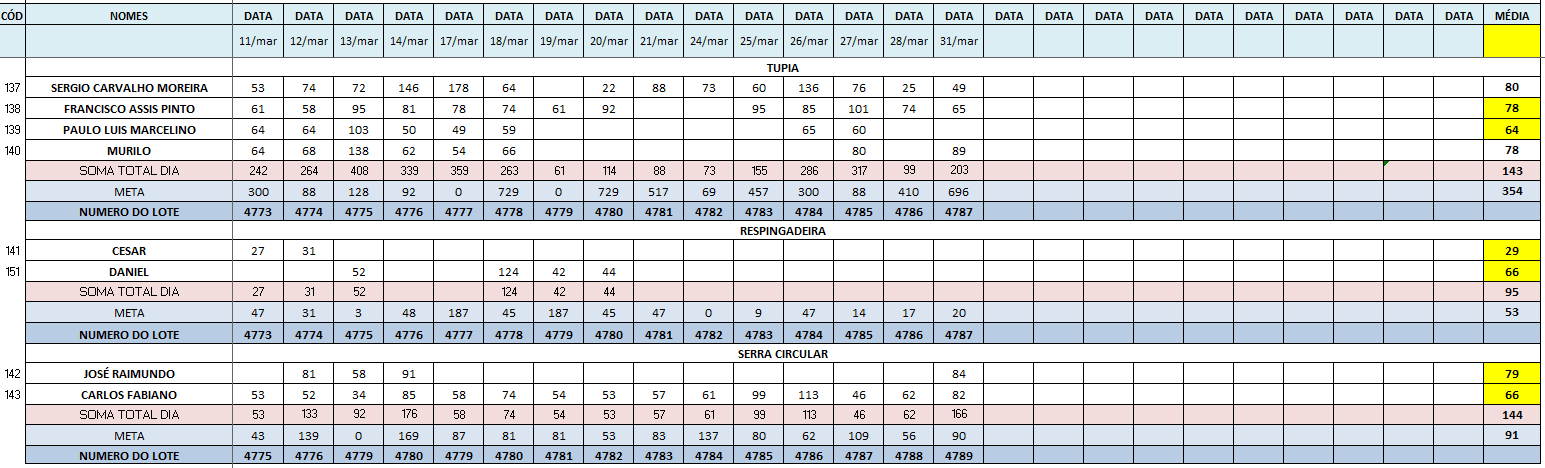 CÓD NOMES DATA DATA DATA DATA DATA DATA DATA DATA DATA DATA DATA DATA DATA DATA DATA DATA DATA DATA DATA DATA DATA DATA DATA DATA DATA MÉDIA
11/mar 12/mar 13/mar 14/mar 17/mar 18/mar 19/mar 20/mar 21/mar 24/mar 25/mar 26/mar 27/mar 28/mar 31/mar
TUPIA
137 SERGIO CARVALHO MOREIRA 53 74 72 146 178 64 22 88 73 60 136 76 25 49 80
138 FRANCISCO ASSIS PINTO 61 58 95 81 78 74 61 92 95 85 101 74 65 78
139 PAULO LUIS MARCELINO 64 64 103 50 49 59 65 60 64
140 MURILO 64 68 138 62 54 66 80 89 78
SOMA TOTAL DIA 242 264 408 339 359 263 61 114 88 73 155 286 317 99 203 143
META 300 88 128 92 0 729 0 729 517 69 457 300 88 410 696 354
NUMERO DO LOTE 4773 4774 4775 4776 4777 4778 4779 4780 4781 4782 4783 4784 4785 4786 4787
RESPINGADEIRA
141 CESAR 27 31 29
151 DANIEL 52 124 42 44 66
SOMA TOTAL DIA 27 31 52 124 42 44 95
META 47 31 3 48 187 45 187 45 47 0 9 47 14 17 20 53
NUMERO DO LOTE 4773 4774 4775 4776 4777 4778 4779 4780 4781 4782 4783 4784 4785 4786 4787
SERRA CIRCULAR
142 JOSÉ RAIMUNDO 81 58 91 84 79
143 CARLOS FABIANO 53 52 34 85 58 74 54 53 57 61 99 113 46 62 82 66
SOMA TOTAL DIA 53 133 92 176 58 74 54 53 57 61 99 113 46 62 166 144
META 43 139 0 169 87 81 81 53 83 137 80 62 109 56 90 91
NUMERO DO LOTE 4775 4776 4779 4780 4779 4780 4781 4782 4783 4784 4785 4786 4787 4788 4789